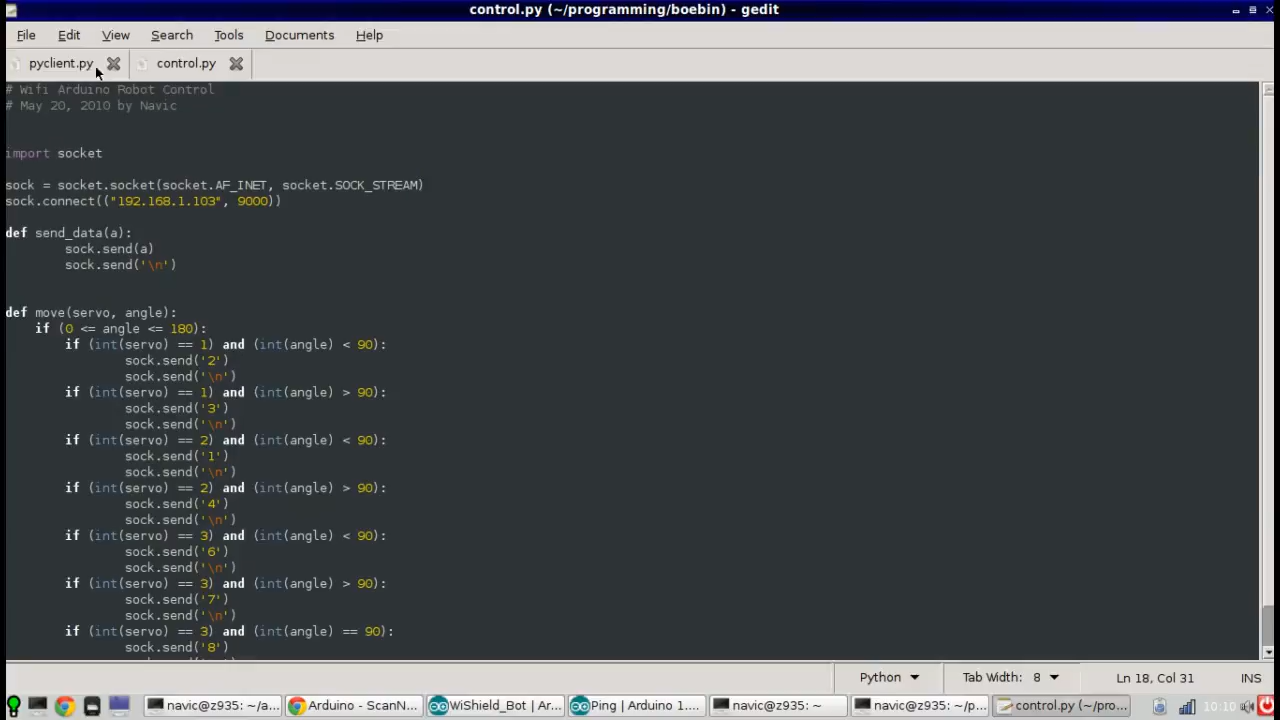 control.py (~/programming/boebin) - gedit
File Edit View Search Tools Documents Help
pyclient.py control.py
# Wifi Arduino Robot Control
# May 20, 2010 by Navic
import socket
sock = socket.socket(socket.AF_INET, socket.SOCK_STREAM)
sock.connect(("192.168.1.103", 9000))
def send_data(a):
sock.send(a)
sock.send('\n')
def move(servo, angle):
if (0 <= angle <= 180):
if (int(servo) == 1) and (int(angle) < 90):
sock.send('2')
sock.send('\n')
if (int(servo) == 1) and (int(angle) > 90):
sock.send('3')
sock.send('\n')
if (int(servo) == 2) and (int(angle) < 90):
sock.send('1')
sock.send('\n')
if (int(servo) == 2) and (int(angle) > 90):
sock.send('4')
sock.send('\n')
if (int(servo) == 3) and (int(angle) < 90):
sock.send('6')
sock.send('\n')
if (int(servo) == 3) and (int(angle) > 90):
sock.send('7')
sock.send('\n')
if (int(servo) == 3) and (int(angle) == 90):
sock.send('8')
Python Tab Width: 8 Ln 18, Col 31 INS
navic@z935: ~/a... Arduino - ScanN... WiShield_Bot | Ar... Ping | Arduino 1.... navic@z935: ~ navic@z935: ~/p... control.py (~/pro... 10:10